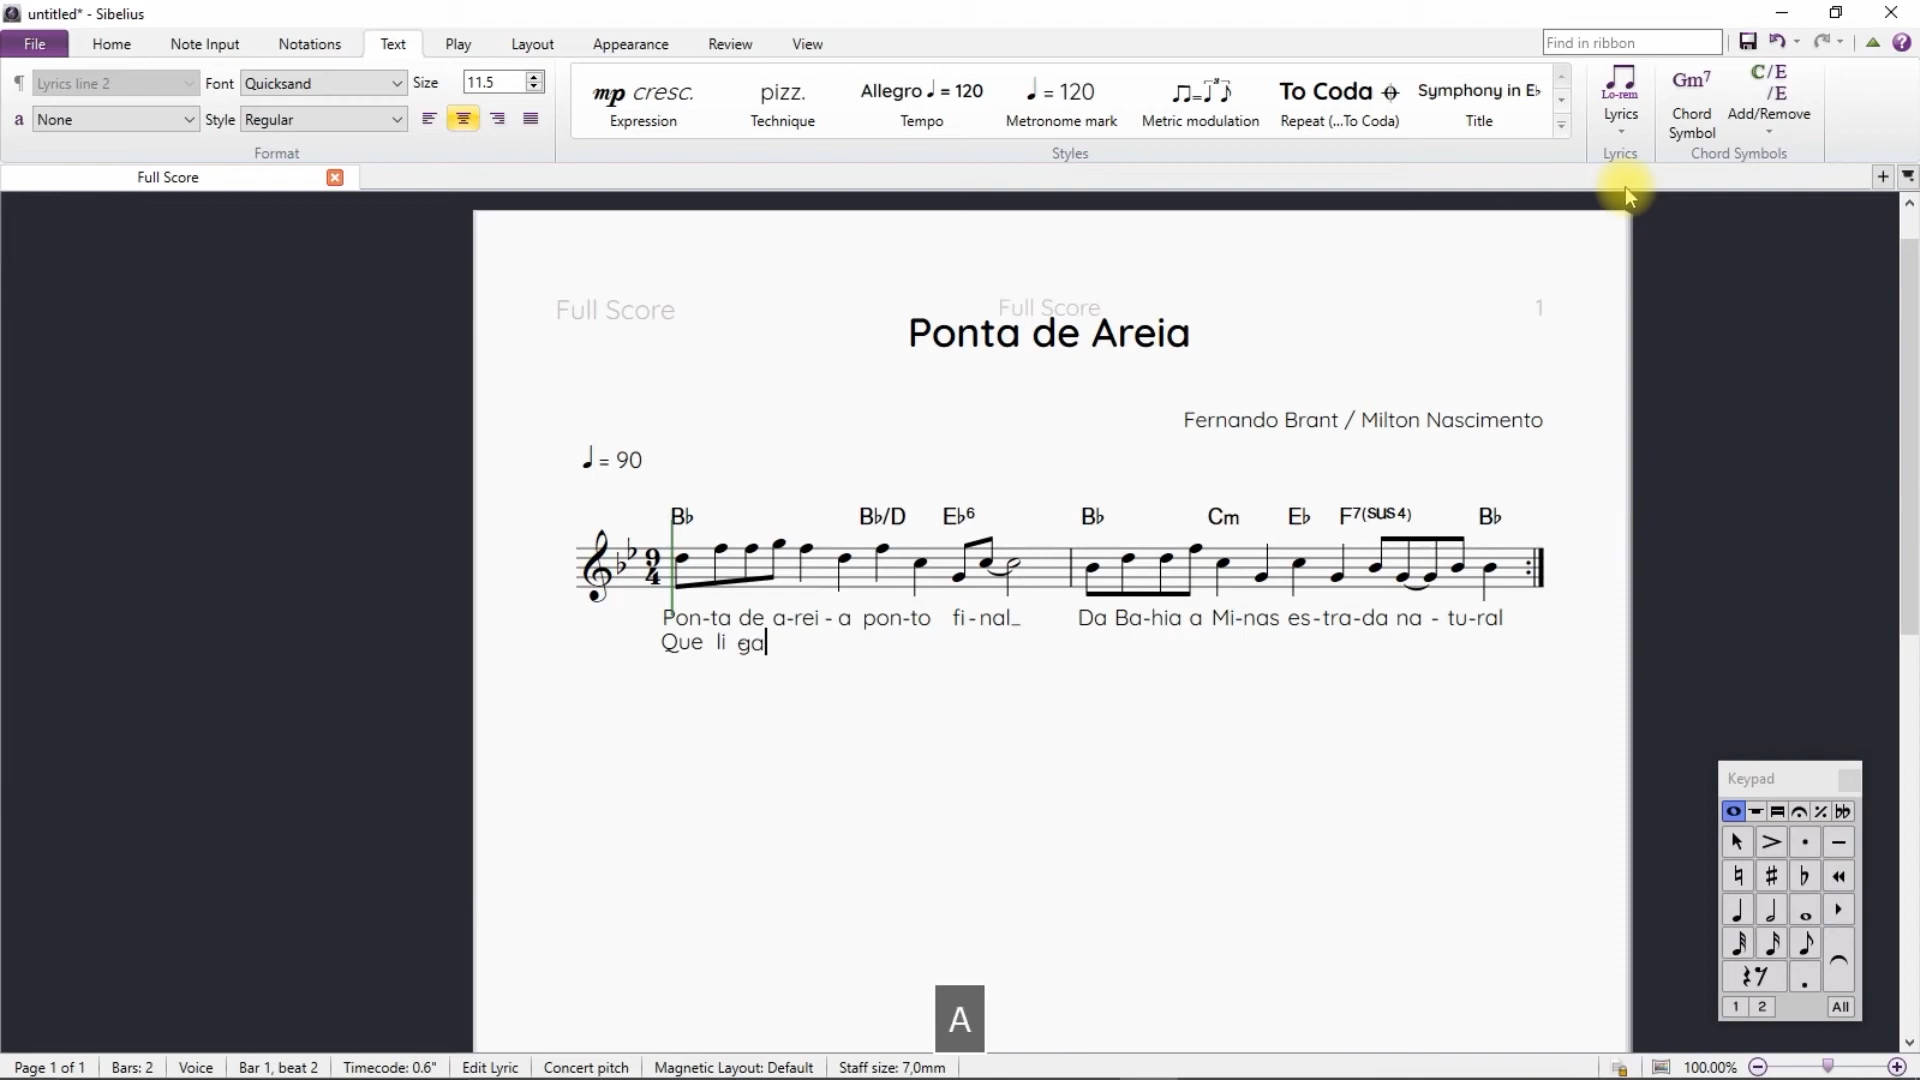 untitled* - Sibelius
File Home Note Input Notations Text Play Layout Appearance Review View Find in ribbon
Lyrics line 2 Font Quicksand Size 11.5
a None Style Regular
Format
mp cresc. pizz. Allegro ♩ = 120 ♩ = 120 To Coda Symphony in E♭
Expression Technique Tempo Metronome mark Metric modulation Repeat (...To Coda) Title
Styles
Lo-rem
Lyrics
Lyrics
Gm7 C/E /E
Chord Symbol Add/Remove
Chord Symbols
Full Score
Full Score Full Score 1
Ponta de Areia
Fernando Brant / Milton Nascimento
♩ = 90
B♭ B♭/D E♭6 B♭ Cm E♭ F7(sus4) B♭
9
4
Pon-ta de a-rei - a pon-to fi-nal_ Da Ba-hia a Mi-nas es-tra-da na - tu-ral
Que li ga
Keypad
1 2 All
A
Page 1 of 1 Bars: 2 Voice Bar 1, beat 2 Timecode: 0.6" Edit Lyric Concert pitch Magnetic Layout: Default Staff size: 7,0mm 100.00%